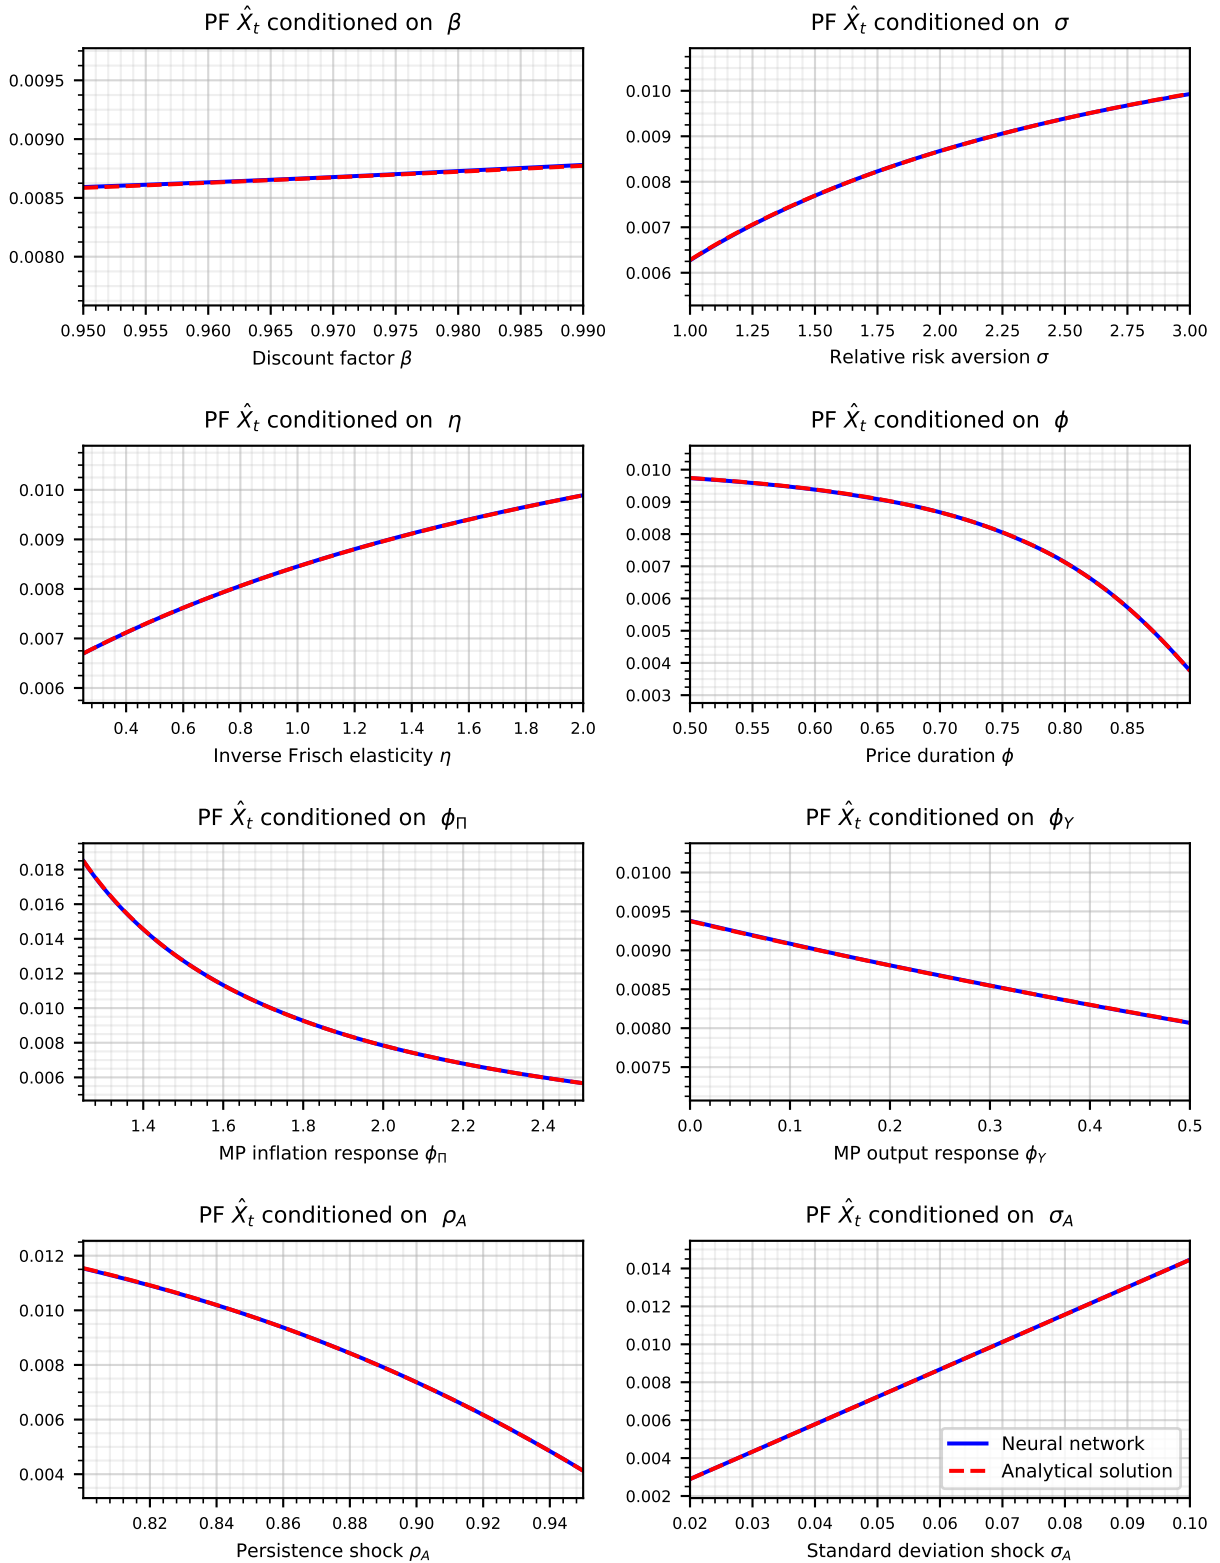 PF X̂ₜ conditioned on β
0.0095
0.0090
0.0085
0.0080
0.950 0.955 0.960 0.965 0.970 0.975 0.980 0.985 0.990
Discount factor β
PF X̂ₜ conditioned on σ
0.010
0.009
0.008
0.007
0.006
1.00 1.25 1.50 1.75 2.00 2.25 2.50 2.75 3.00
Relative risk aversion σ
PF X̂ₜ conditioned on η
0.010
0.009
0.008
0.007
0.006
0.4 0.6 0.8 1.0 1.2 1.4 1.6 1.8 2.0
Inverse Frisch elasticity η
PF X̂ₜ conditioned on ϕ
0.010
0.009
0.008
0.007
0.006
0.005
0.004
0.003
0.50 0.55 0.60 0.65 0.70 0.75 0.80 0.85
Price duration ϕ
PF X̂ₜ conditioned on ϕ_Π
0.018
0.016
0.014
0.012
0.010
0.008
0.006
1.4 1.6 1.8 2.0 2.2 2.4
MP inflation response ϕ_Π
PF X̂ₜ conditioned on ϕ_Y
0.0100
0.0095
0.0090
0.0085
0.0080
0.0075
0.0 0.1 0.2 0.3 0.4 0.5
MP output response ϕ_Y
PF X̂ₜ conditioned on ρ_A
0.012
0.010
0.008
0.006
0.004
0.82 0.84 0.86 0.88 0.90 0.92 0.94
Persistence shock ρ_A
PF X̂ₜ conditioned on σ_A
0.014
0.012
0.010
0.008
0.006
0.004
0.002
Neural network
Analytical solution
0.02 0.03 0.04 0.05 0.06 0.07 0.08 0.09 0.10
Standard deviation shock σ_A